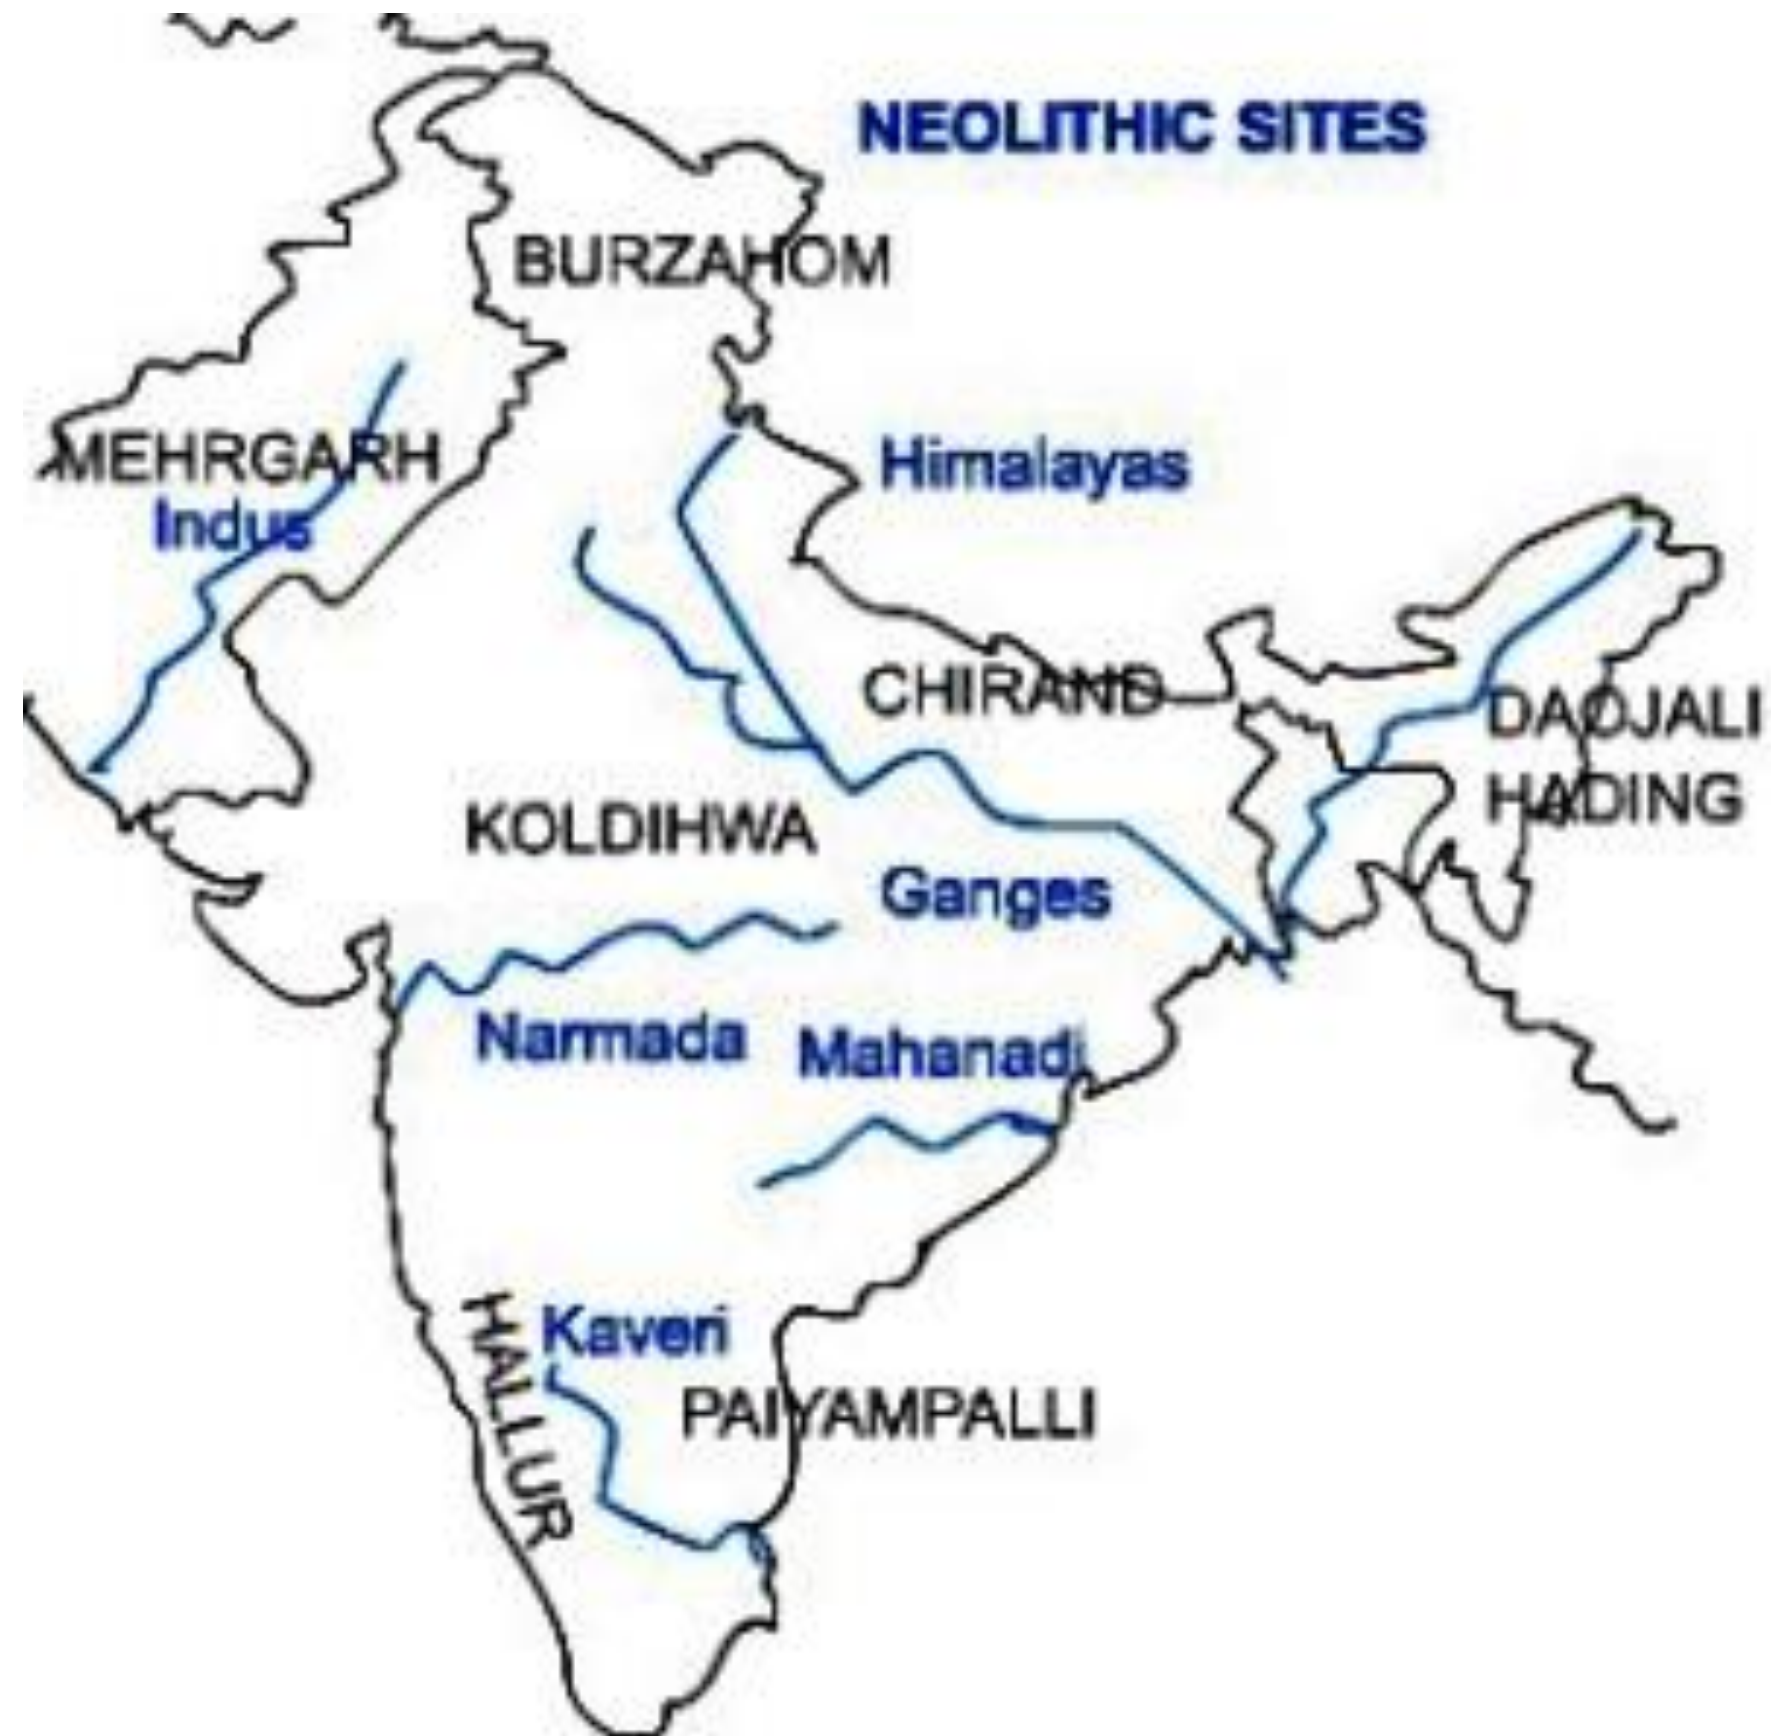 NEOLITHIC SITES
BURZAHOM
MEHRGARH
Himalayas
Indus
CHIRAND
DAOJALI
HADING
KOLDIHWA
Ganges
Narmada
Mahanadi
Kaveri
HALLUR
PAIYAMPALLI